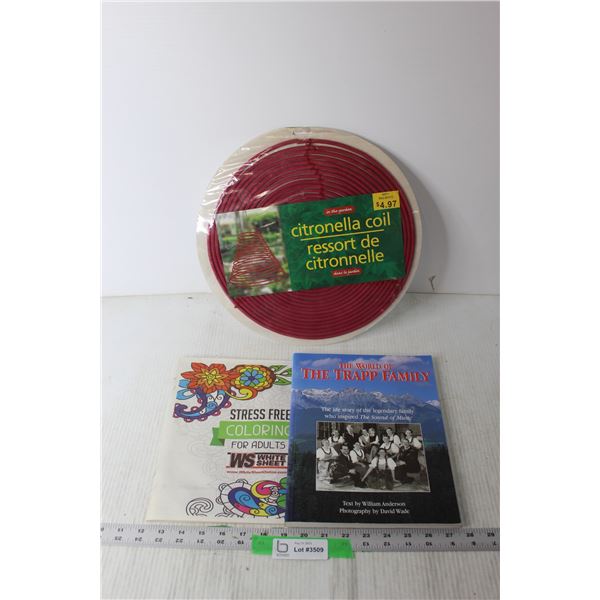 $4.97
in the garden
citronella coil
ressort de
citronnelle
dans le jardin
STRESS FREE
COLORING
FOR ADULTS
WS WHITE
SHEET
THE WORLD OF
THE TRAPP FAMILY
The life story of the legendary family
who inspired The Sound of Music
Text by William Anderson
Photography by David Wade
Lot #3509